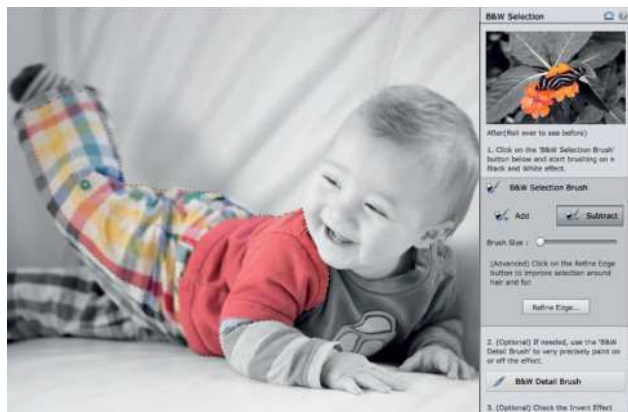 B&W Selection
After(Roll over to see before)
1. Click on the 'B&W Selection Brush'
button below and start brushing on a
Black and White effect.
B&W Selection Brush
Add
Subtract
Brush Size :
(Advanced) Click on the Refine Edge
button to improve selection around
hair and fur.
Refine Edge...
2. (Optional) If needed, use the 'B&W
Detail Brush' to very precisely paint on
or off the effect.
B&W Detail Brush
3. (Optional) Check the Invert Effect